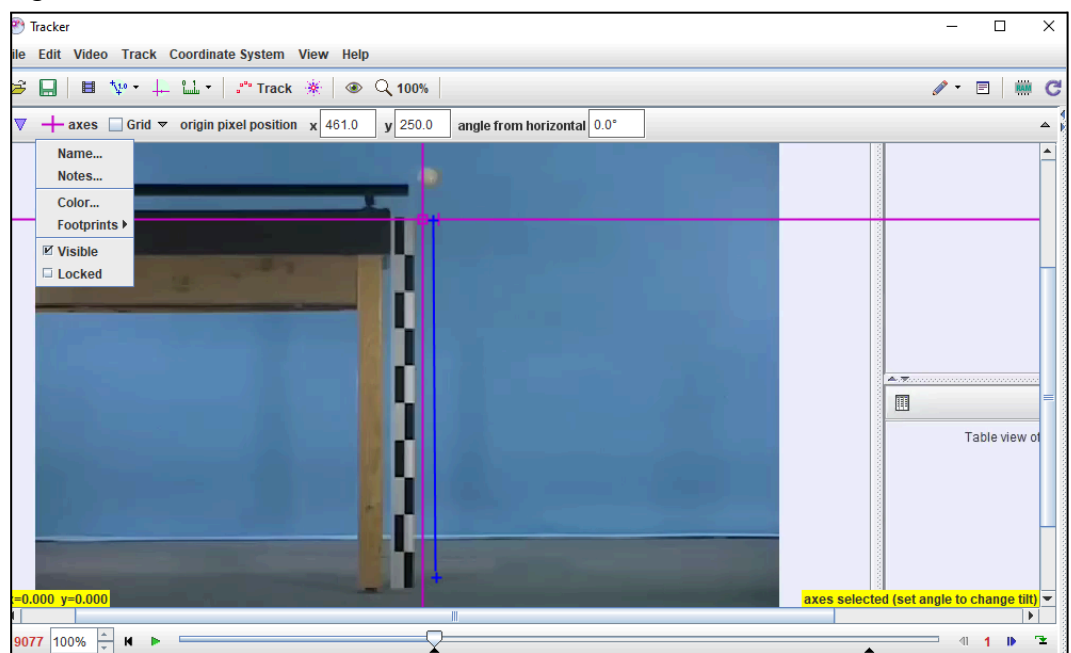 Tracker
ile Edit Video Track Coordinate System View Help
Track 100%
axes Grid origin pixel position x 461.0 y 250.0 angle from horizontal 0.0°
Name...
Notes...
Color...
Footprints
Visible
Locked
Table view of
=0.000 y=0.000 axes selected (set angle to change tilt)
9077 100% 1